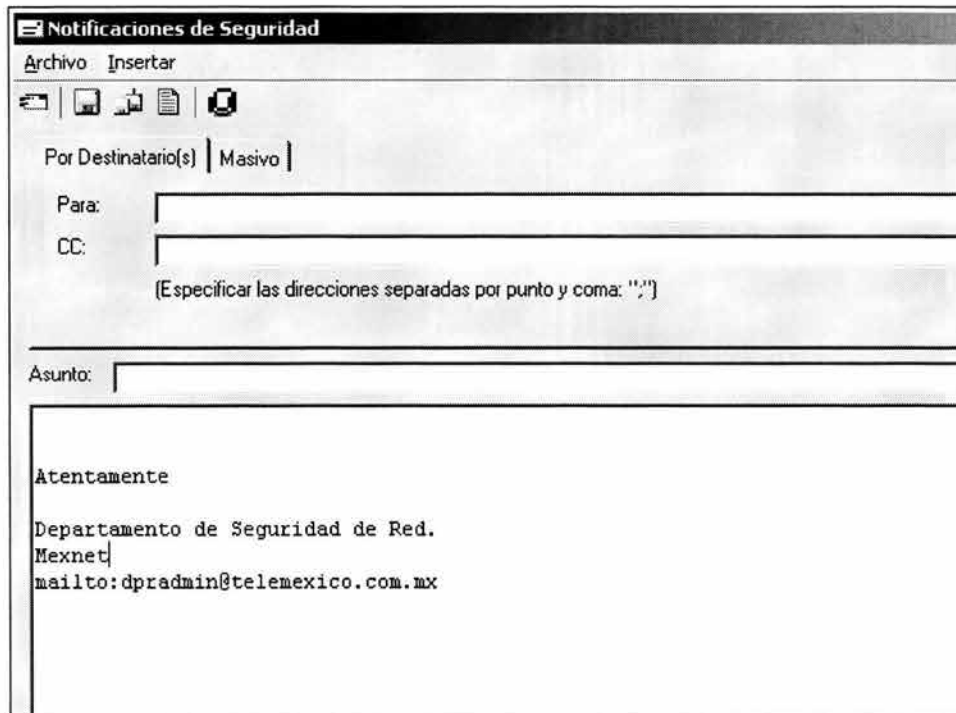 Notificaciones de Seguridad
Archivo Insertar
Por Destinatario(s) Masivo
Para:
CC:
(Especificar las direcciones separadas por punto y coma: ";")
Asunto:
Atentamente
Departamento de Seguridad de Red.
Mexnet
mailto:dpradmin@telemexico.com.mx